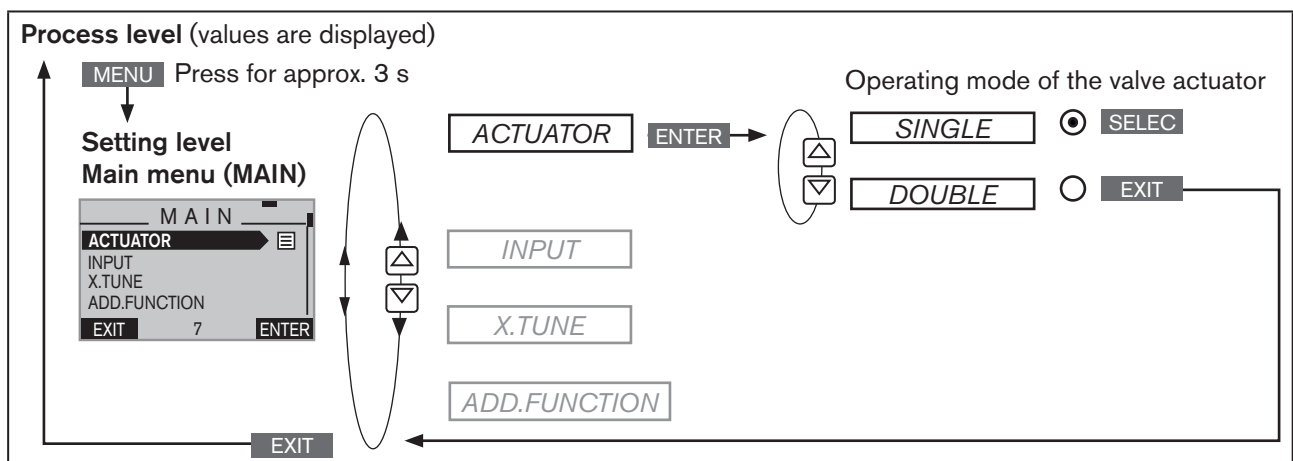 Process level (values are displayed)
MENU Press for approx. 3 s
Setting level
Main menu (MAIN)
MAIN
ACTUATOR
INPUT
X.TUNE
ADD.FUNCTION
EXIT 7 ENTER
ACTUATOR ENTER
INPUT
X.TUNE
ADD.FUNCTION
Operating mode of the valve actuator
SINGLE SELEC
DOUBLE EXIT
EXIT